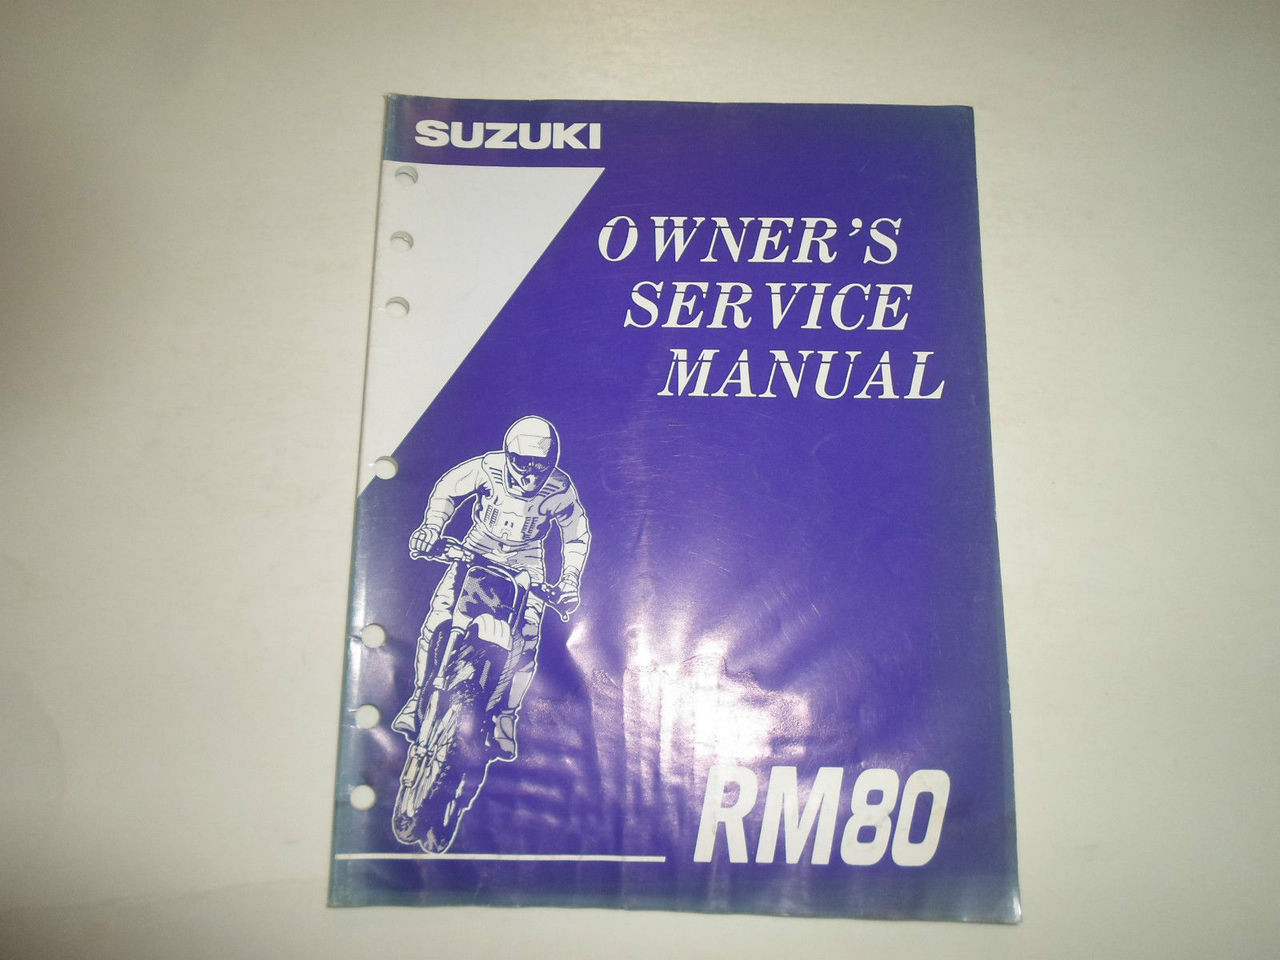 SUZUKI
OWNER'S
SERVICE
MANUAL
RM80